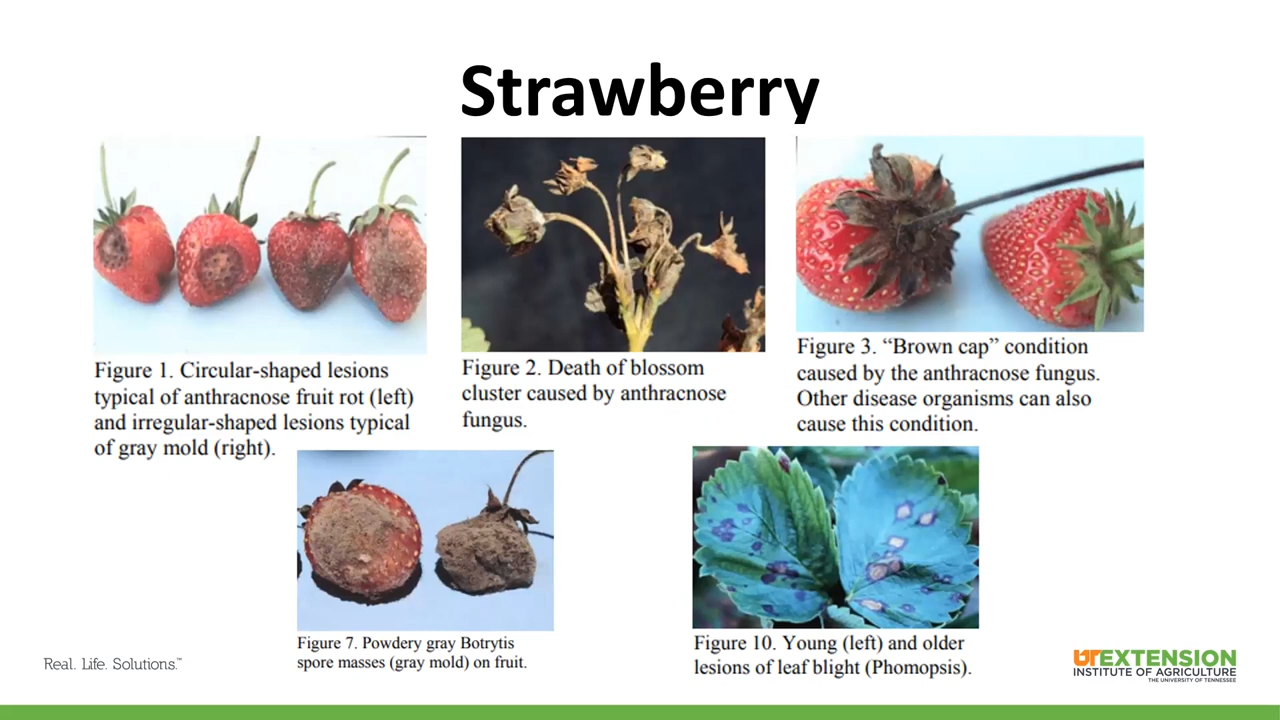 Strawberry
Figure 1. Circular-shaped lesions
typical of anthracnose fruit rot (left)
and irregular-shaped lesions typical
of gray mold (right).
Figure 2. Death of blossom
cluster caused by anthracnose
fungus.
Figure 3. “Brown cap” condition
caused by the anthracnose fungus.
Other disease organisms can also
cause this condition.
Figure 7. Powdery gray Botrytis
spore masses (gray mold) on fruit.
Figure 10. Young (left) and older
lesions of leaf blight (Phomopsis).
Real. Life. Solutions.™
UT EXTENSION
INSTITUTE OF AGRICULTURE
THE UNIVERSITY OF TENNESSEE